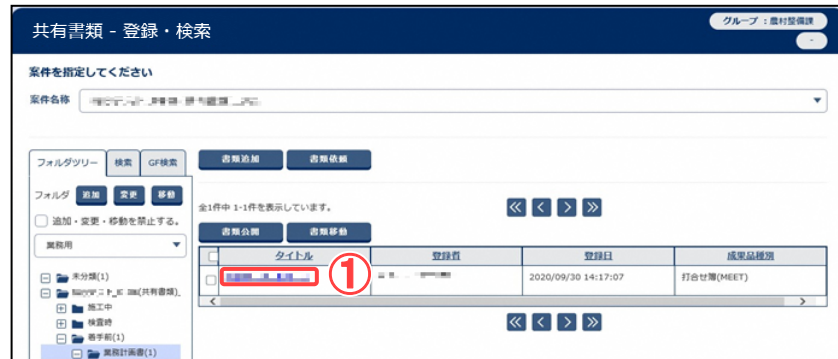 共有書類 - 登録・検索
グループ ：農村整備課
-
案件を指定してください
案件名称
フォルダツリー 検索 GF検索
書類追加 書類依頼
フォルダ 追加 変更 移動
全1件中 1-1件を表示しています。
追加・変更・移動を禁止する。
書類公開 書類移動
業務用
タイトル 登録者 登録日 成果品種別
①
2020/09/30 14:17:07 打合せ簿(MEET)
未分類(1)
(共有書類)
施工中
検査時
着手前(1)
業務計画書(1)